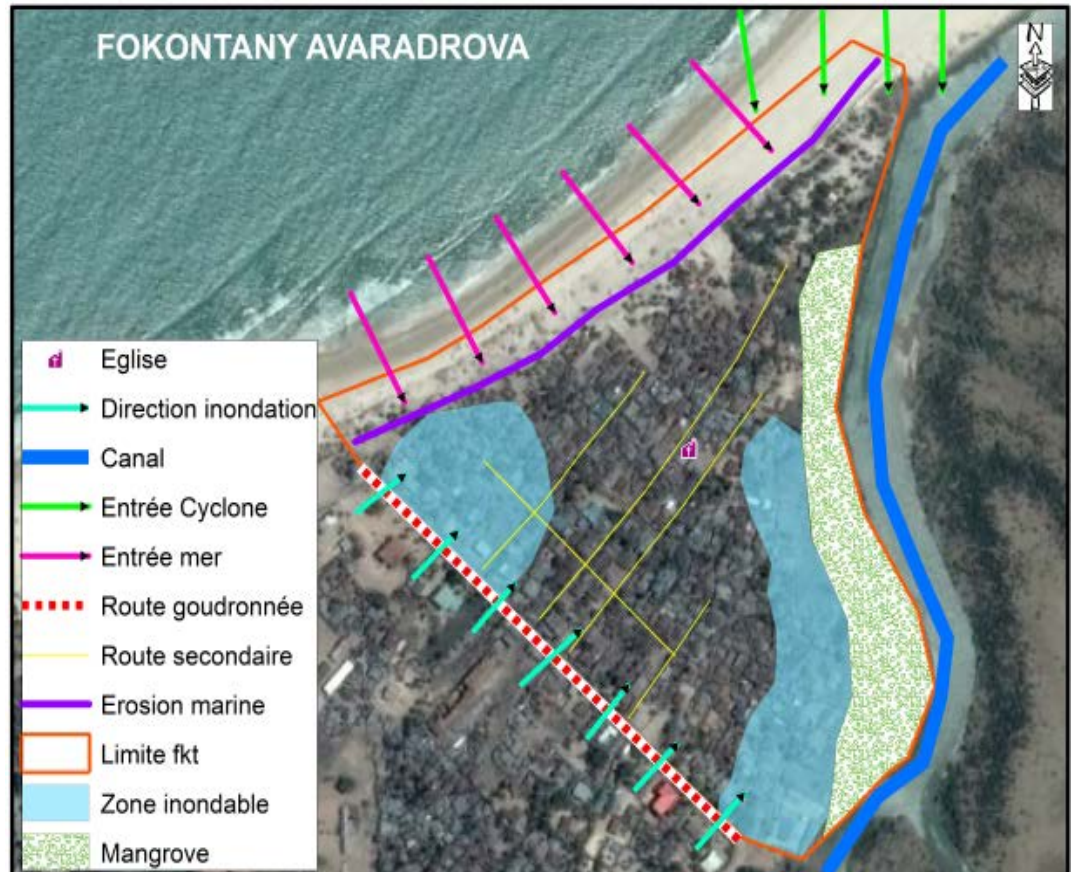 FOKONTANY AVARADROVA
N
Eglise
Direction inondation
Canal
Entrée Cyclone
Entrée mer
Route goudronnée
Route secondaire
Erosion marine
Limite fkt
Zone inondable
Mangrove